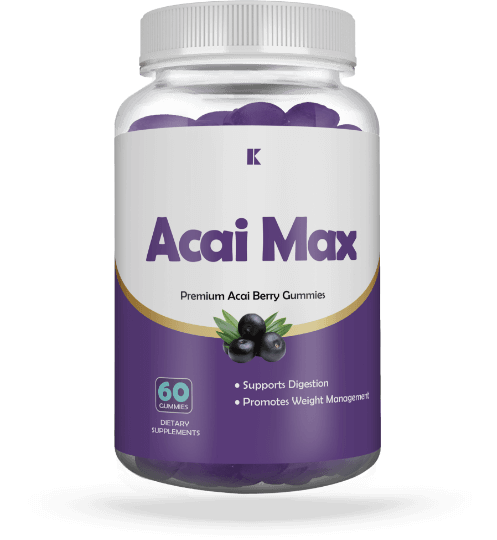 K
Acai Max
Premium Acai Berry Gummies
• Supports Digestion
• Promotes Weight Management
60
GUMMIES
DIETARY
SUPPLEMENTS